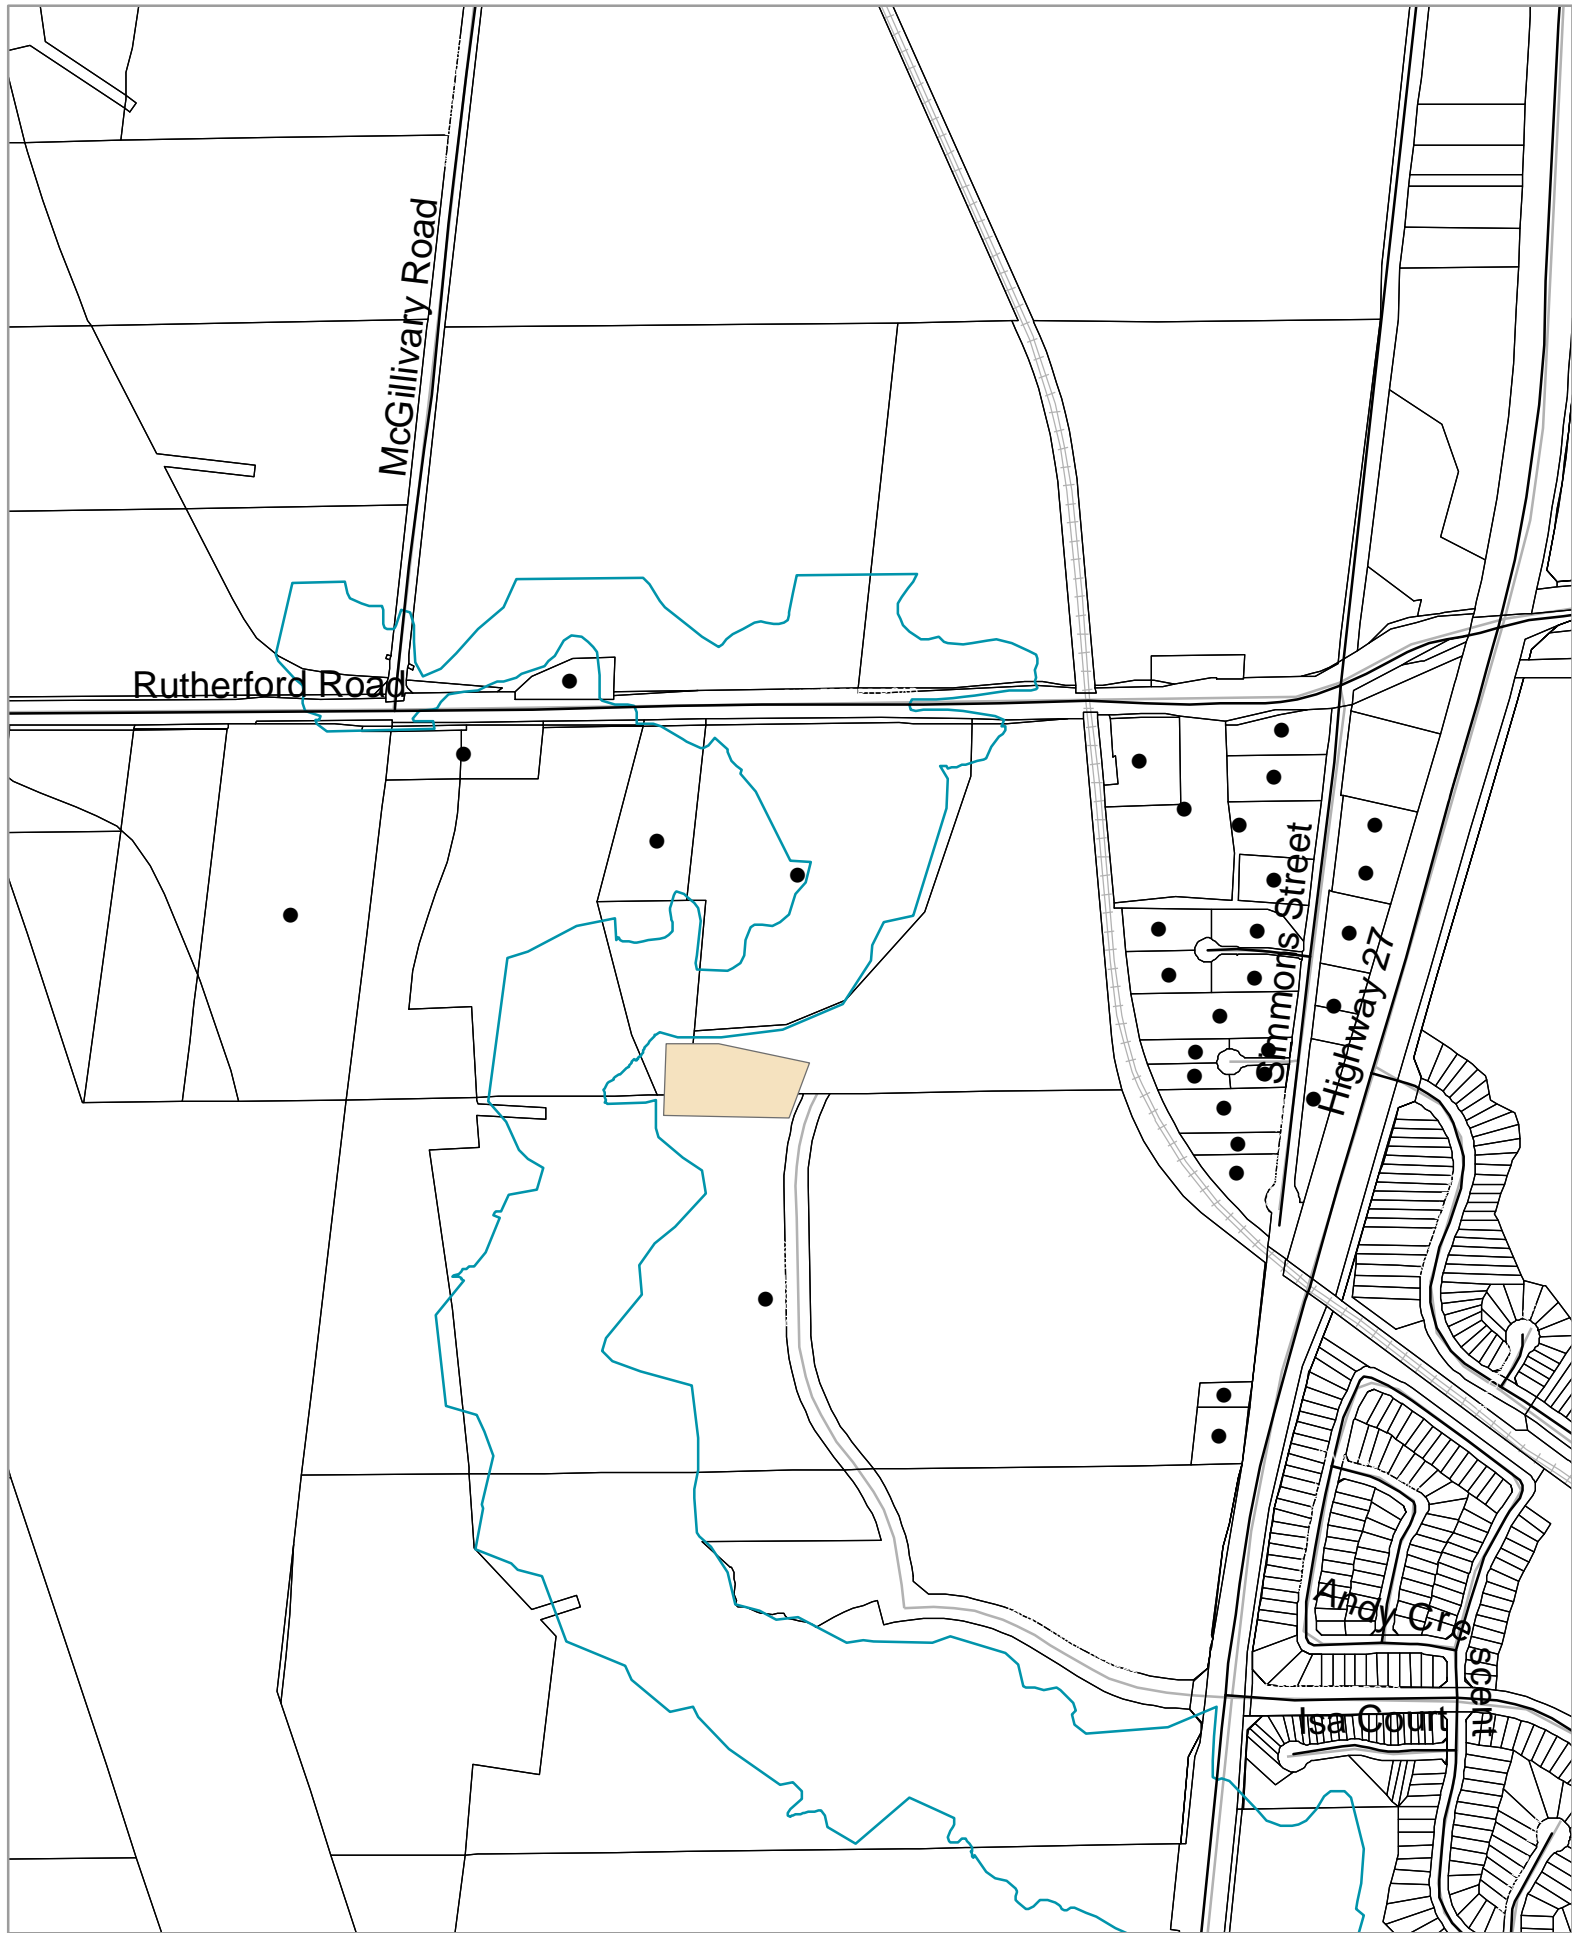 McGillivary Road
Rutherford Road
Simmons Street
Highway 27
Andy Crescent
Isa Court